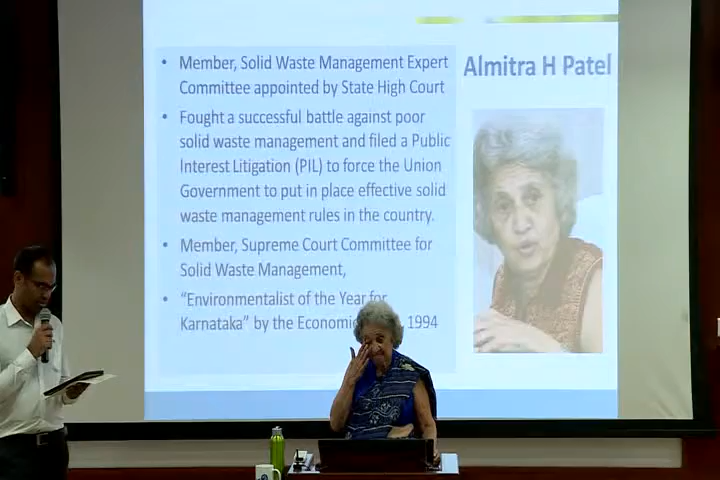 Almitra H Patel
• Member, Solid Waste Management Expert
Committee appointed by State High Court
• Fought a successful battle against poor
solid waste management and filed a Public
Interest Litigation (PIL) to force the Union
Government to put in place effective solid
waste management rules in the country.
• Member, Supreme Court Committee for
Solid Waste Management,
• “Environmentalist of the Year for
Karnataka” by the Economic 1994